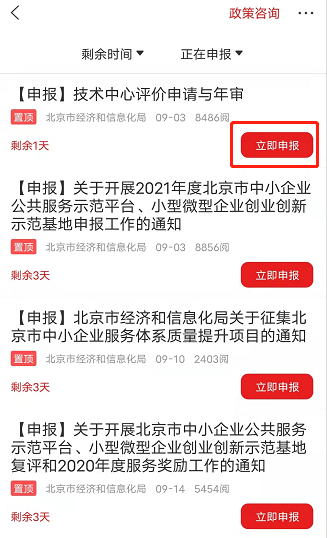 政策咨询
剩余时间 正在申报
【申报】技术中心评价申请与年审
置顶 北京市经济和信息化局 09-03 8486阅
剩余1天 立即申报
【申报】关于开展2021年度北京市中小企业
公共服务示范平台、小型微型企业创业创新
示范基地申报工作的通知
置顶 北京市经济和信息化局 09-03 8856阅
剩余3天 立即申报
【申报】北京市经济和信息化局关于征集北
京市中小企业服务体系质量提升项目的通知
置顶 北京市经济和信息化局 09-10 2403阅
剩余3天 立即申报
【申报】关于开展北京市中小企业公共服务
示范平台、小型微型企业创业创新示范基地
复评和2020年度服务奖励工作的通知
置顶 北京市经济和信息化局 09-14 5454阅
剩余3天 立即申报